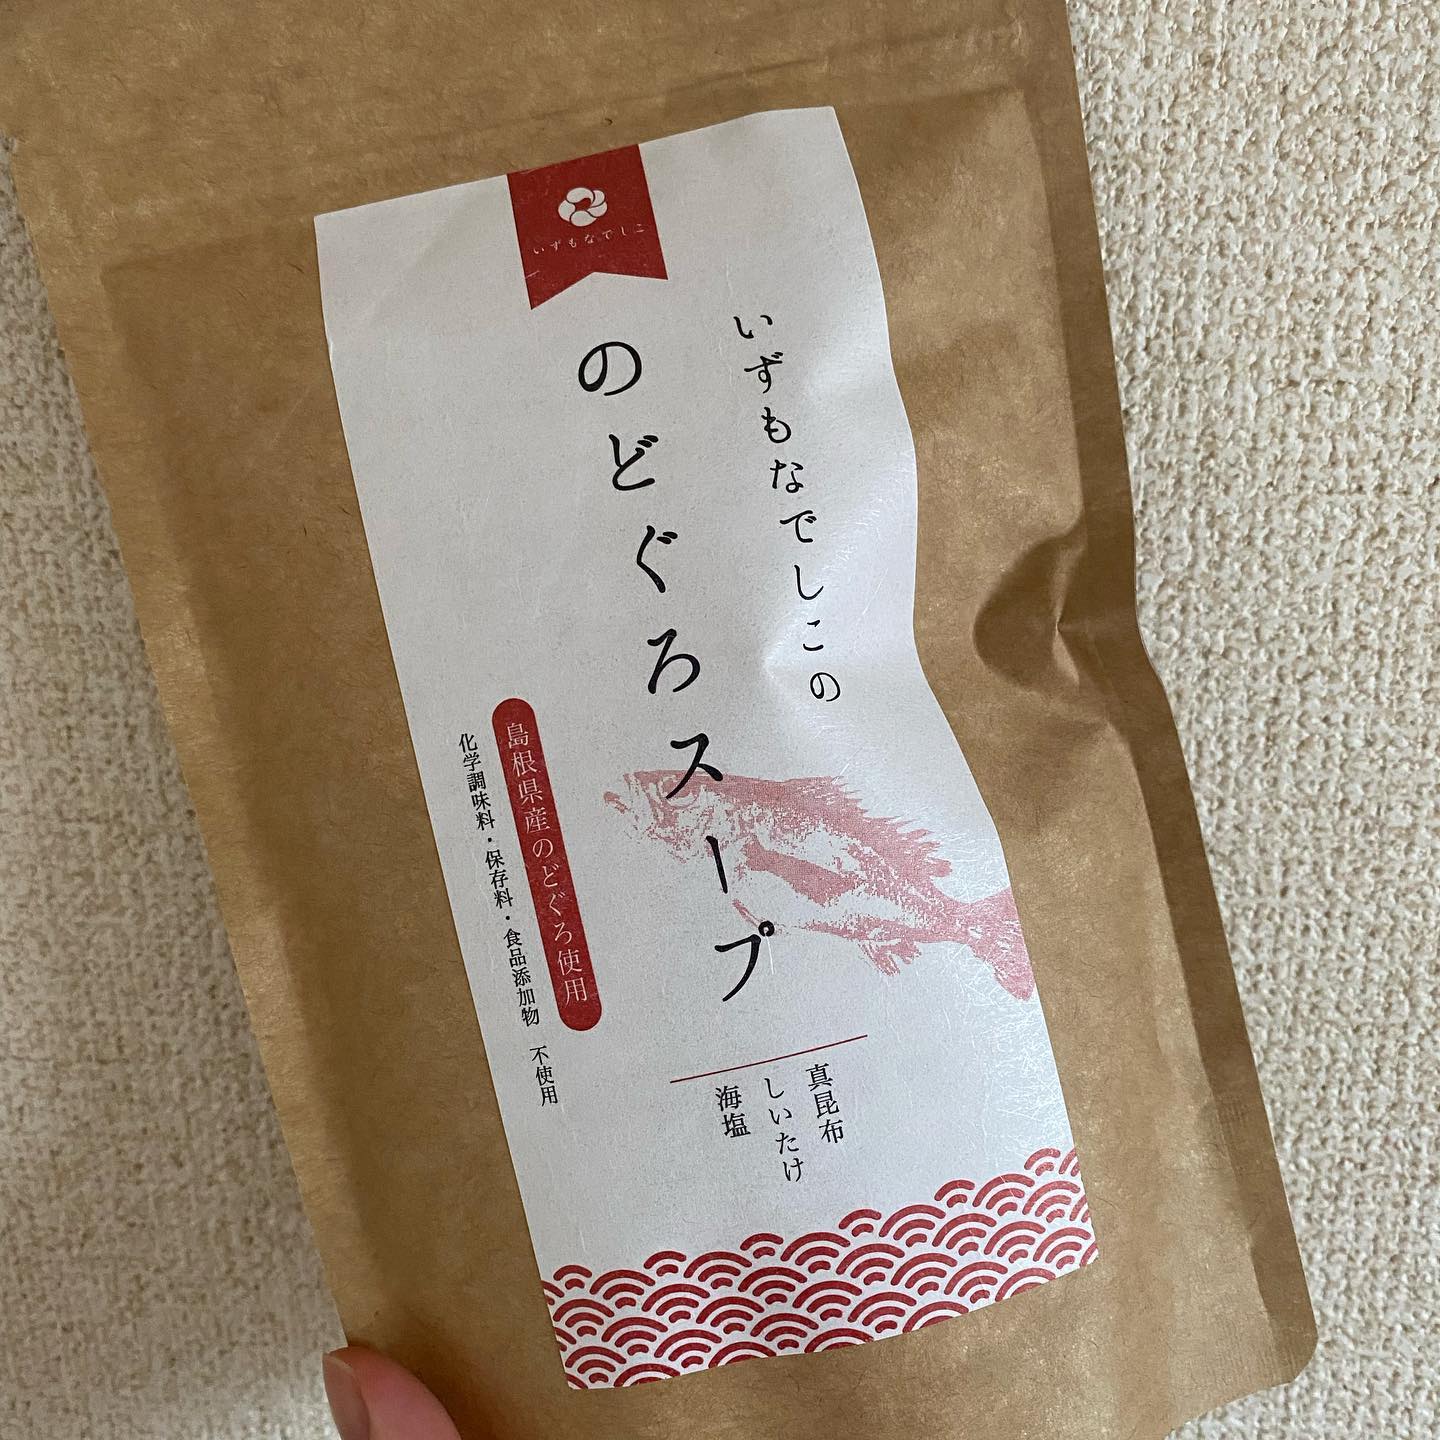 いずもなでしこ
いずもなでしこの
のどぐろスープ
島根県産のどぐろ使用
化学調味料・保存料・食品添加物 不使用
真昆布
しいたけ
海塩